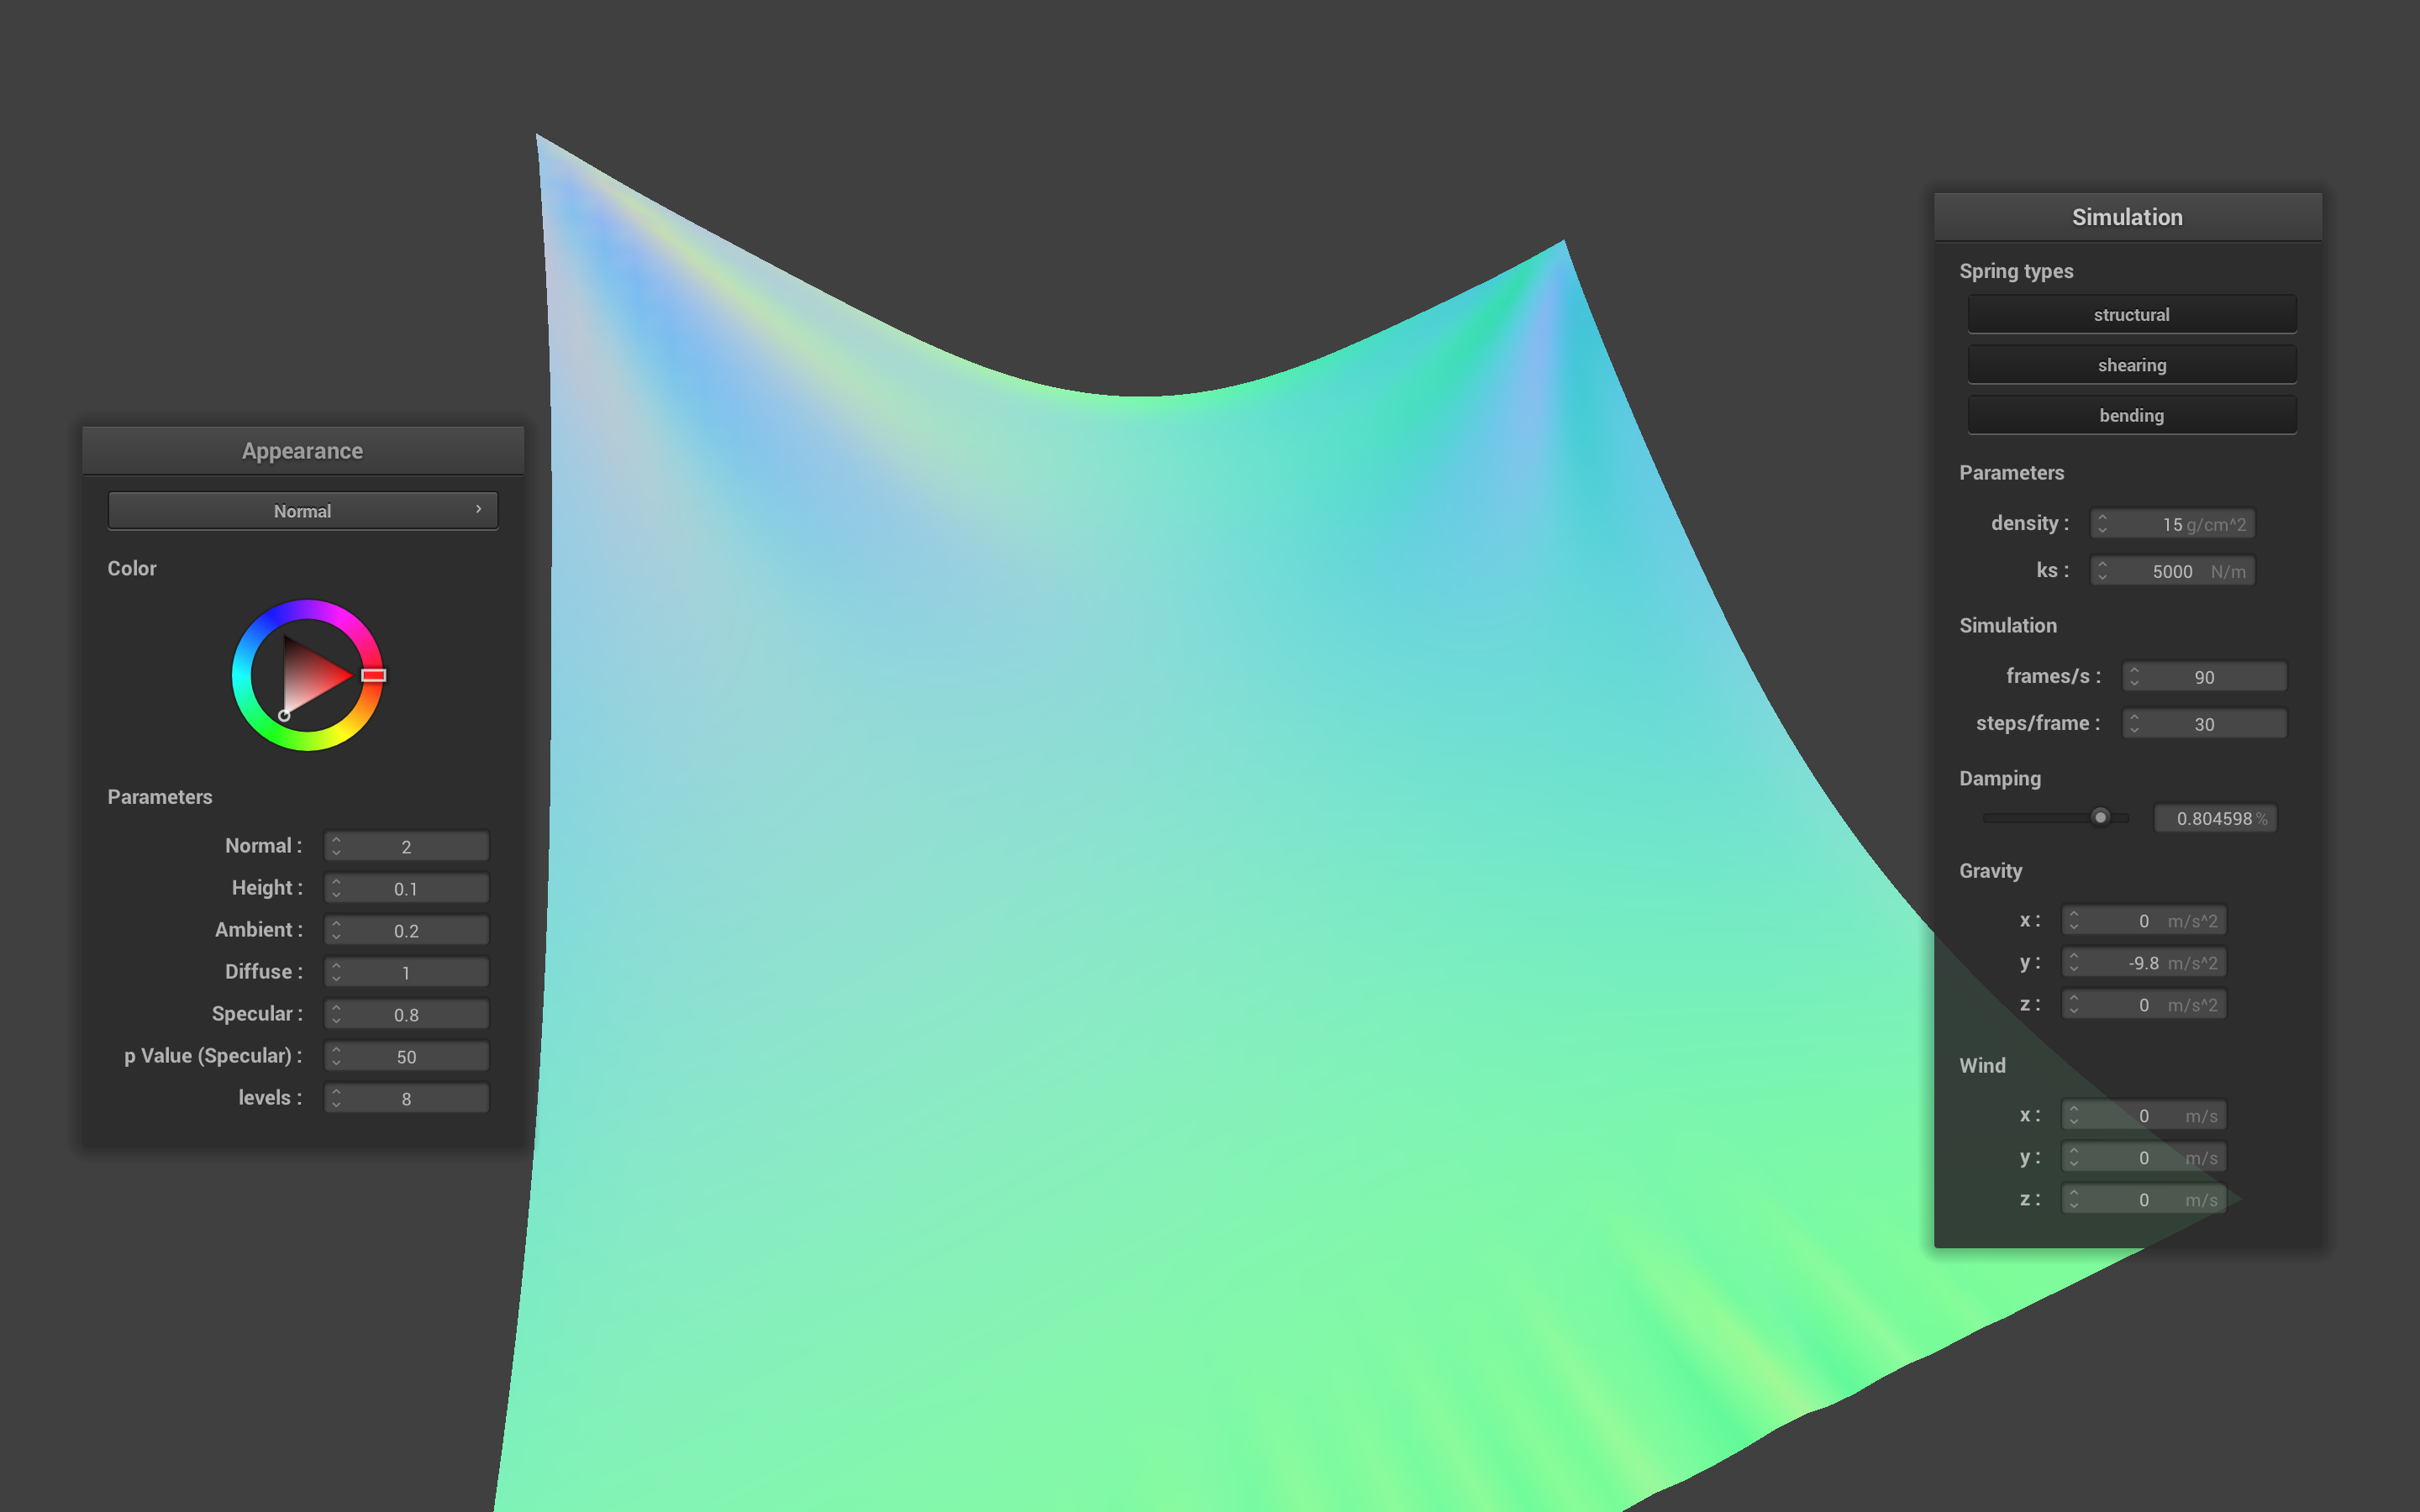 Appearance
Normal ›
Color
Parameters
Normal : 2
Height : 0.1
Ambient : 0.2
Diffuse : 1
Specular : 0.8
p Value (Specular) : 50
levels : 8
Simulation
Spring types
structural
shearing
bending
Parameters
density : 15 g/cm^2
ks : 5000 N/m
Simulation
frames/s : 90
steps/frame : 30
Damping
0.804598 %
Gravity
x : 0 m/s^2
y : -9.8 m/s^2
z : 0 m/s^2
Wind
x : 0 m/s
y : 0 m/s
z : 0 m/s